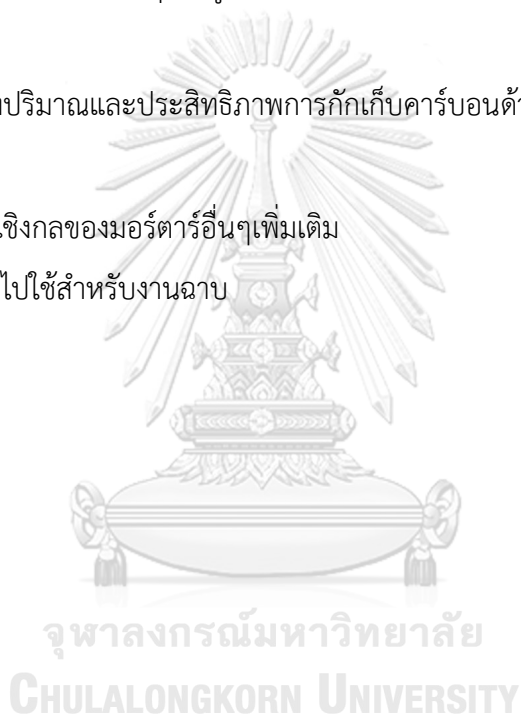 ปริมาณและประสิทธิภาพการกักเก็บคาร์บอนด้
เชิงกลของมอร์ตาร์อื่นๆเพิ่มเติม
ไปใช้สำหรับงานฉาบ
จุฬาลงกรณ์มหาวิทยาลัย
CHULALONGKORN UNIVERSITY